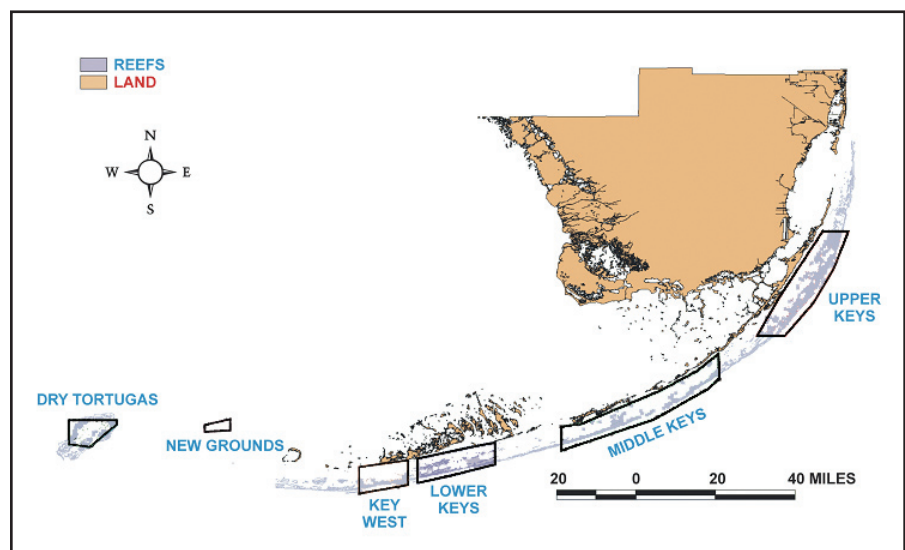 REEFS
LAND
N
W E
S
UPPER
KEYS
DRY TORTUGAS
NEW GROUNDS
MIDDLE KEYS
KEY
WEST
LOWER
KEYS
20 0 20 40 MILES